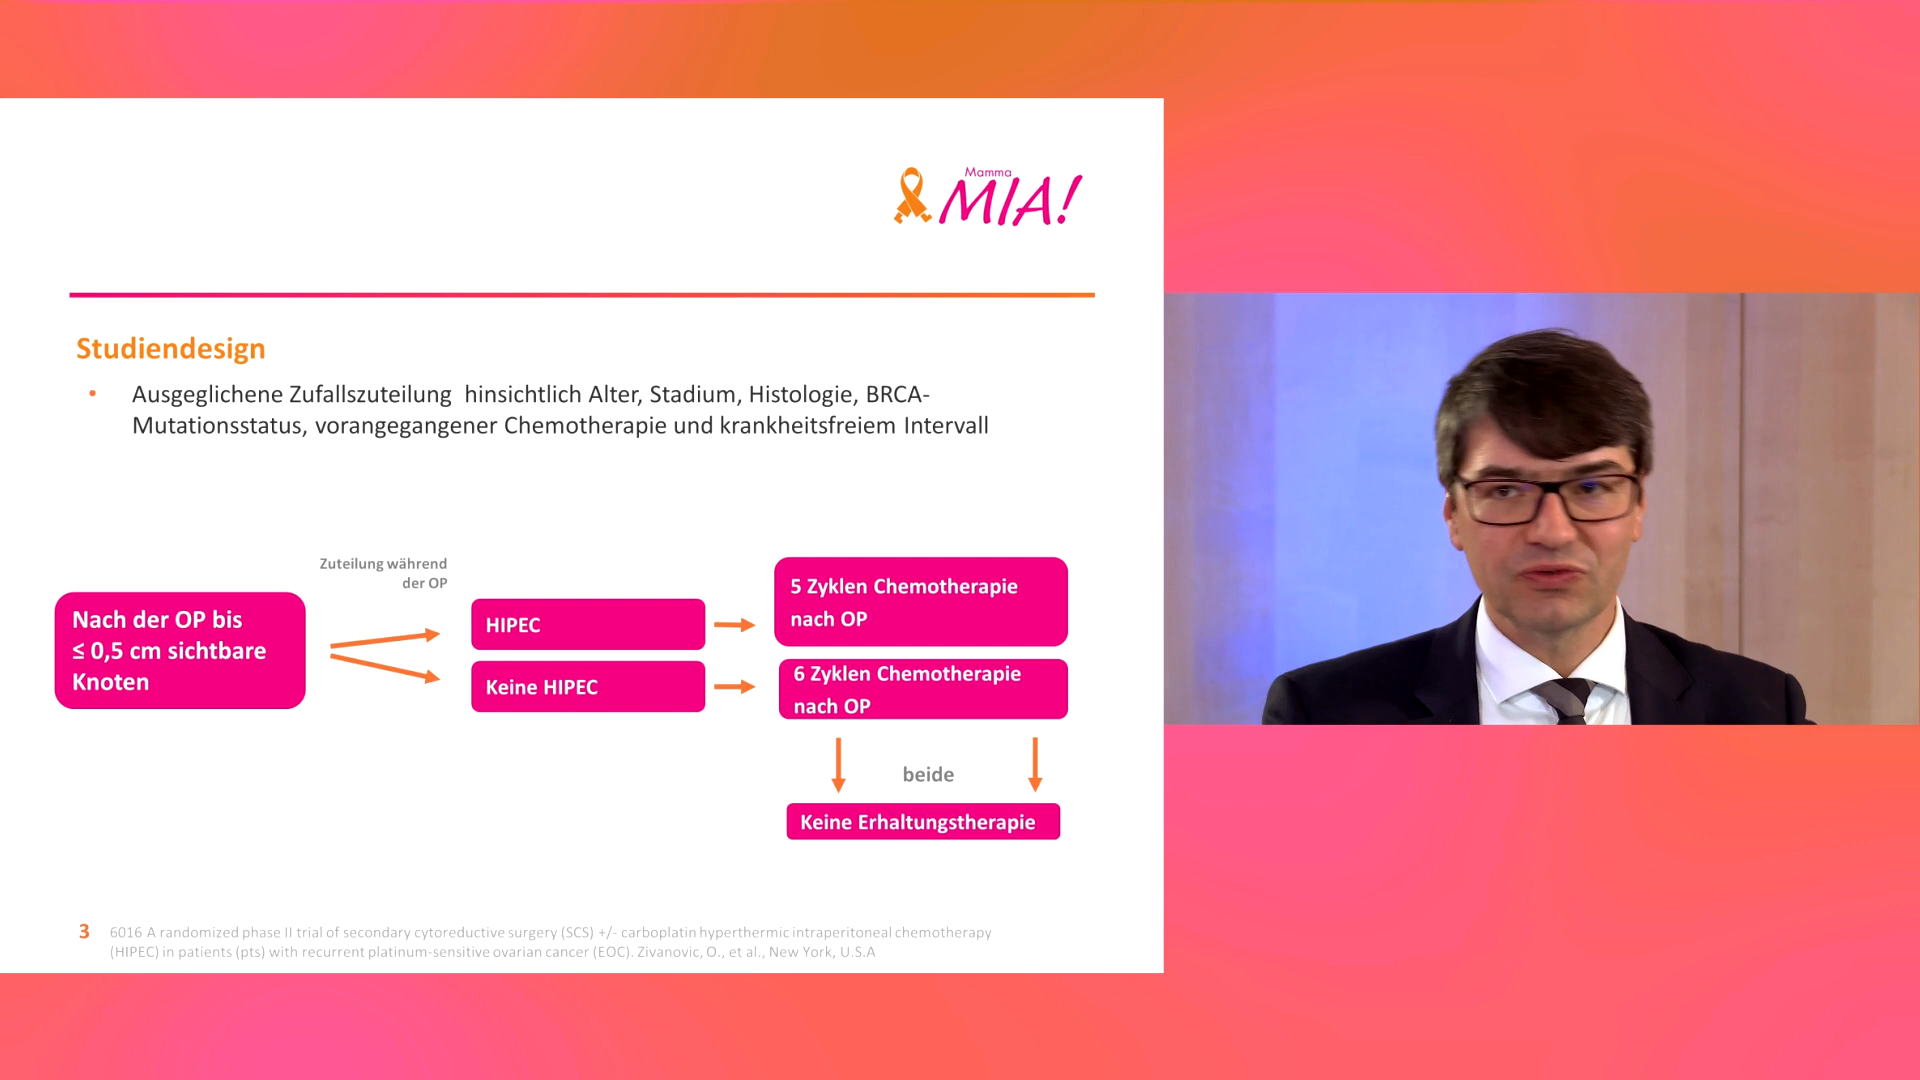 Mamma
MIA!
Studiendesign
• Ausgeglichene Zufallszuteilung hinsichtlich Alter, Stadium, Histologie, BRCA-
Mutationsstatus, vorangegangener Chemotherapie und krankheitsfreiem Intervall
Zuteilung während
der OP
Nach der OP bis
≤ 0,5 cm sichtbare
Knoten
HIPEC
Keine HIPEC
5 Zyklen Chemotherapie
nach OP
6 Zyklen Chemotherapie
nach OP
beide
Keine Erhaltungstherapie
3 6016 A randomized phase II trial of secondary cytoreductive surgery (SCS) +/- carboplatin hyperthermic intraperitoneal chemotherapy
(HIPEC) in patients (pts) with recurrent platinum-sensitive ovarian cancer (EOC). Zivanovic, O., et al., New York, U.S.A